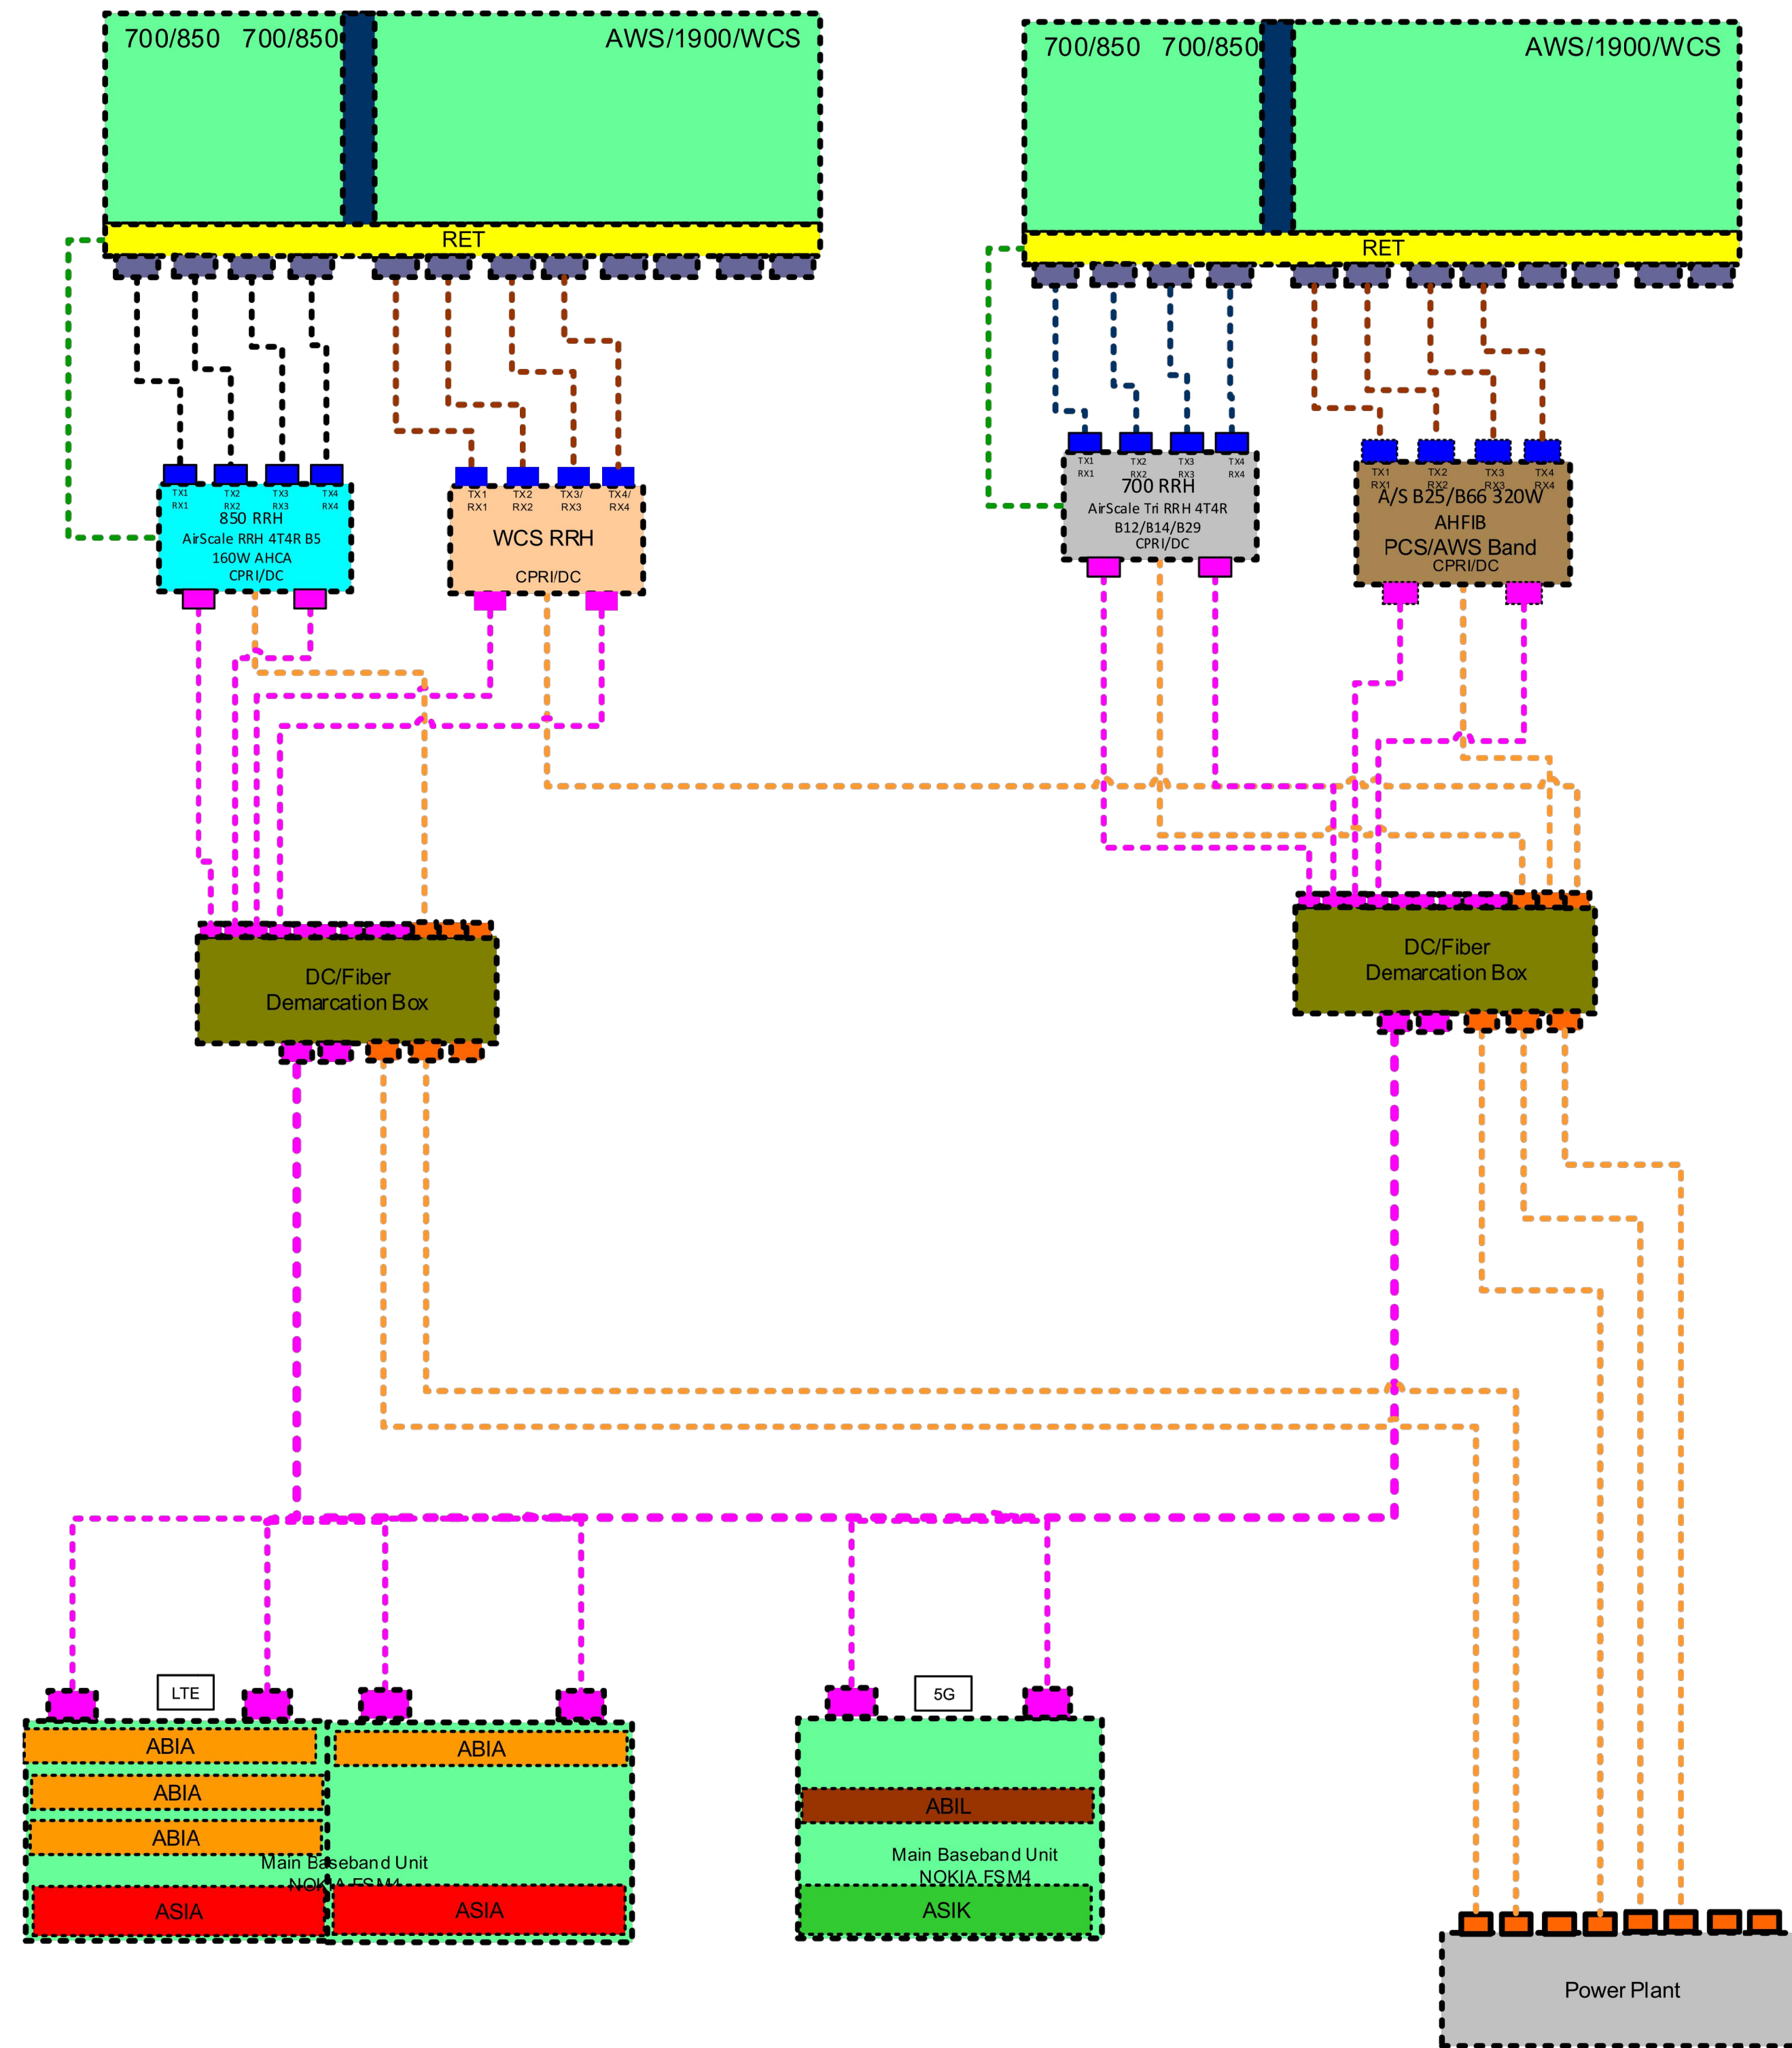 700/850 700/850 AWS/1900/WCS
700/850 700/850 AWS/1900/WCS
RET
RET
TX1 TX2 TX3 TX4
RX1 RX2 RX3 RX4
850 RRH
AirScale RRH 4T4R B5
160W AHCA
CPRI/DC
TX1 TX2 TX3/ TX4/
RX1 RX2 RX3 RX4
WCS RRH
CPRI/DC
TX1 TX2 TX3 TX4
RX1 RX2 RX3 RX4
700 RRH
AirScale Tri RRH 4T4R
B12/B14/B29
CPRI/DC
TX1 TX2 TX3 TX4
RX1 RX2 RX3 RX4
A/S B25/B66 320W
AHFIB
PCS/AWS Band
CPRI/DC
DC/Fiber
Demarcation Box
DC/Fiber
Demarcation Box
LTE
5G
ABIA
ABIA
ABIA
ABIA
Main Baseband Unit
NOKIA FSM4
ASIA
ASIA
ABIL
Main Baseband Unit
NOKIA FSM4
ASIK
Power Plant